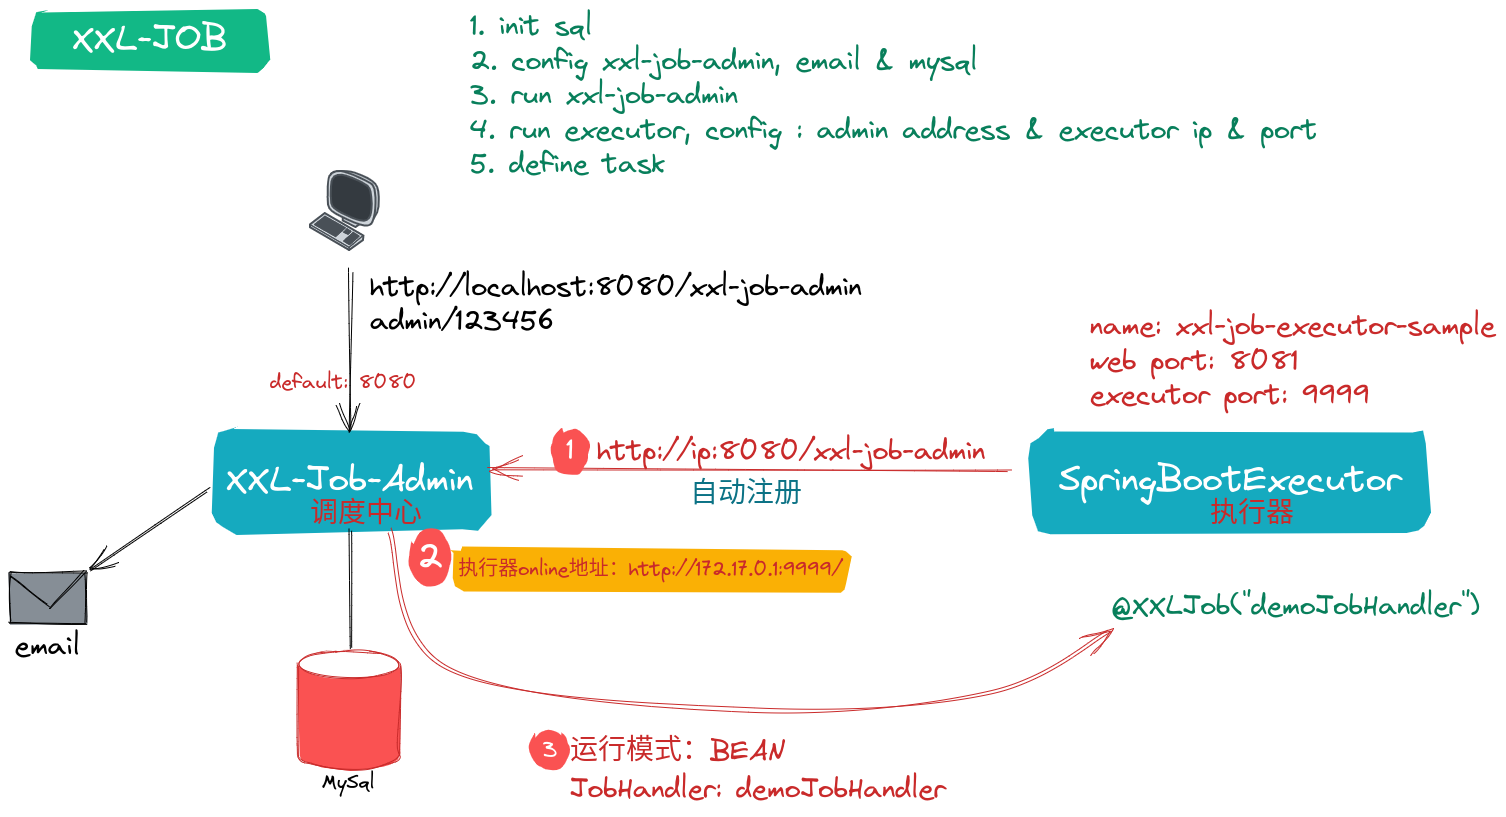 XXL-JOB
1. init sql
2. config xxl-job-admin, email & mysql
3. run xxl-job-admin
4. run executor, config : admin address & executor ip & port
5. define task
http://localhost:8080/xxl-job-admin
admin/123456
default: 8080
name: xxl-job-executor-sample
web port: 8081
executor port: 9999
XXL-Job-Admin
调度中心
1
http://ip:8080/xxl-job-admin
自动注册
SpringBootExecutor
执行器
2
执行器online地址：http://172.17.0.1:9999/
email
@XXLJob("demoJobHandler")
MySql
3
运行模式：BEAN
JobHandler: demoJobHandler